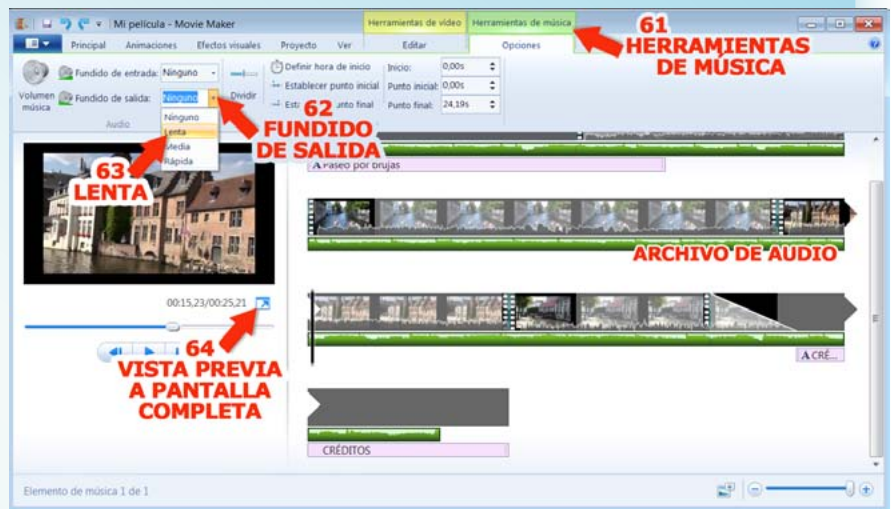 Mi película - Movie Maker
Herramientas de vídeo
Herramientas de música
Principal Animaciones Efectos visuales Proyecto Ver Editar Opciones
61
HERRAMIENTAS
DE MÚSICA
Volumen
música
Fundido de entrada: Ninguno
Fundido de salida: Ninguno
Dividir
Definir hora de inicio
Establecer punto inicial
unto final
Inicio: 0,00s
Punto inicial: 0,00s
Punto final: 24,19s
Audio
Ninguno
Lenta
Media
Rápida
62
FUNDIDO
DE SALIDA
63
LENTA
A Paseo por brujas
ARCHIVO DE AUDIO
00:15,23/00:25,21
64
VISTA PREVIA
A PANTALLA
COMPLETA
A CRÉ...
CRÉDITOS
Elemento de música 1 de 1